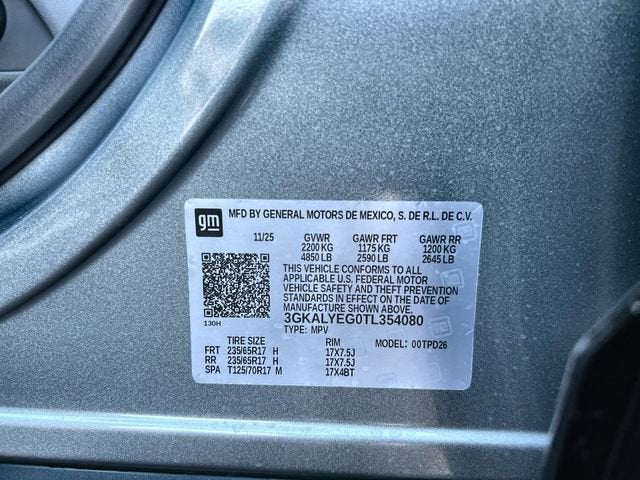 gm MFD BY GENERAL MOTORS DE MEXICO, S. DE R.L. DE C.V.
11/25 GVWR GAWR FRT GAWR RR
2200 KG 1175 KG 1200 KG
4850 LB 2590 LB 2645 LB
THIS VEHICLE CONFORMS TO ALL
APPLICABLE U.S. FEDERAL MOTOR
VEHICLE SAFETY, BUMPER, AND THEFT PREVENTION
STANDARDS IN EFFECT ON THE DATE OF
MANUFACTURE SHOWN ABOVE.
3GKALYEG0TL354080
130H TYPE: MPV
TIRE SIZE RIM MODEL: 00TPD26
FRT 235/65R17 H 17X7.5J
RR 235/65R17 H 17X7.5J
SPA T125/70R17 M 17X4BT